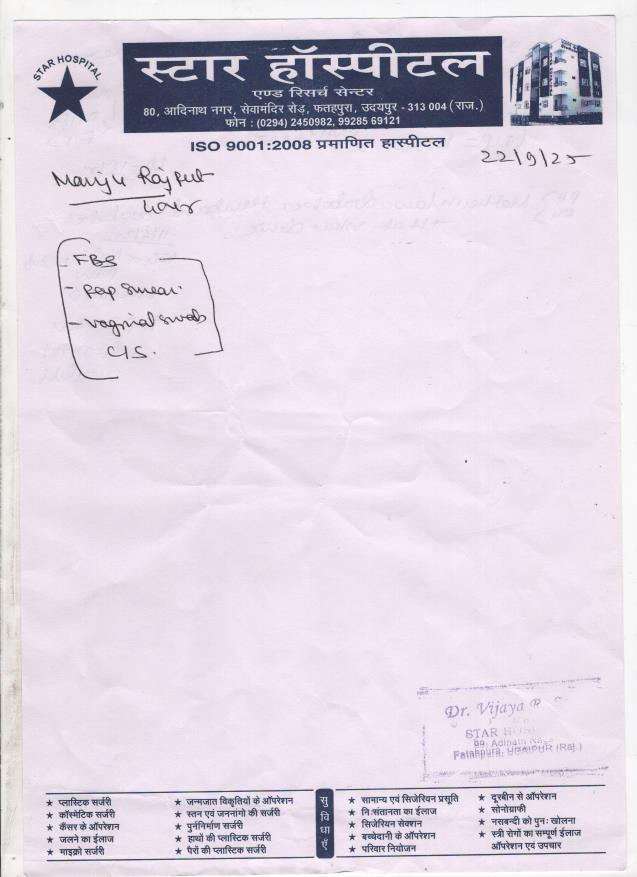 STAR HOSPITAL
स्टार हॉस्पीटल
एण्ड रिसर्च सेन्टर
80, आदिनाथ नगर, सेवामंदिर रोड़, फतहपुरा, उदयपुर - 313 004 (राज.)
फोन : (0294) 2450982, 99285 69121
ISO 9001:2008 प्रमाणित हास्पीटल
22/9/25
Manju Rajput
- FBS
- Pap smear
- Vaginal swab
C/S.
Dr. Vijaya
STAR
Fatahpura, UDAIPUR (Raj.)
★ प्लास्टिक सर्जरी
★ कॉस्मेटिक सर्जरी
★ कैंसर के ऑपरेशन
★ जलने का ईलाज
★ माइक्रो सर्जरी
★ जन्मजात विकृतियों के ऑपरेशन
★ स्तन एवं जननांगो की सर्जरी
★ पुर्ननिर्माण सर्जरी
★ हाथों की प्लास्टिक सर्जरी
★ पैरों की प्लास्टिक सर्जरी
सुविधाएँ
★ सामान्य एवं सिजेरियन प्रसूति
★ नि:संतानता का ईलाज
★ सिजेरियन सेक्शन
★ बच्चेदानी के ऑपरेशन
★ परिवार नियोजन
★ दूरबीन से ऑपरेशन
★ सोनोग्राफी
★ नसबन्दी को पुन: खोलना
★ स्त्री रोगों का सम्पूर्ण ईलाज
ऑपरेशन एवं उपचार